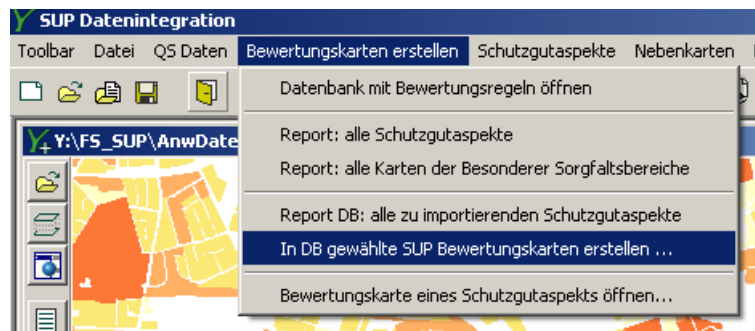 SUP Datenintegration
Toolbar Datei QS Daten Bewertungskarten erstellen Schutzgutaspekte Nebenkarten
Datenbank mit Bewertungsregeln öffnen
Y:\FS_SUP\AnwDate
Report: alle Schutzgutaspekte
Report: alle Karten der Besonderer Sorgfaltsbereiche
Report DB: alle zu importierenden Schutzgutaspekte
In DB gewählte SUP Bewertungskarten erstellen ...
Bewertungskarte eines Schutzgutaspekts öffnen...